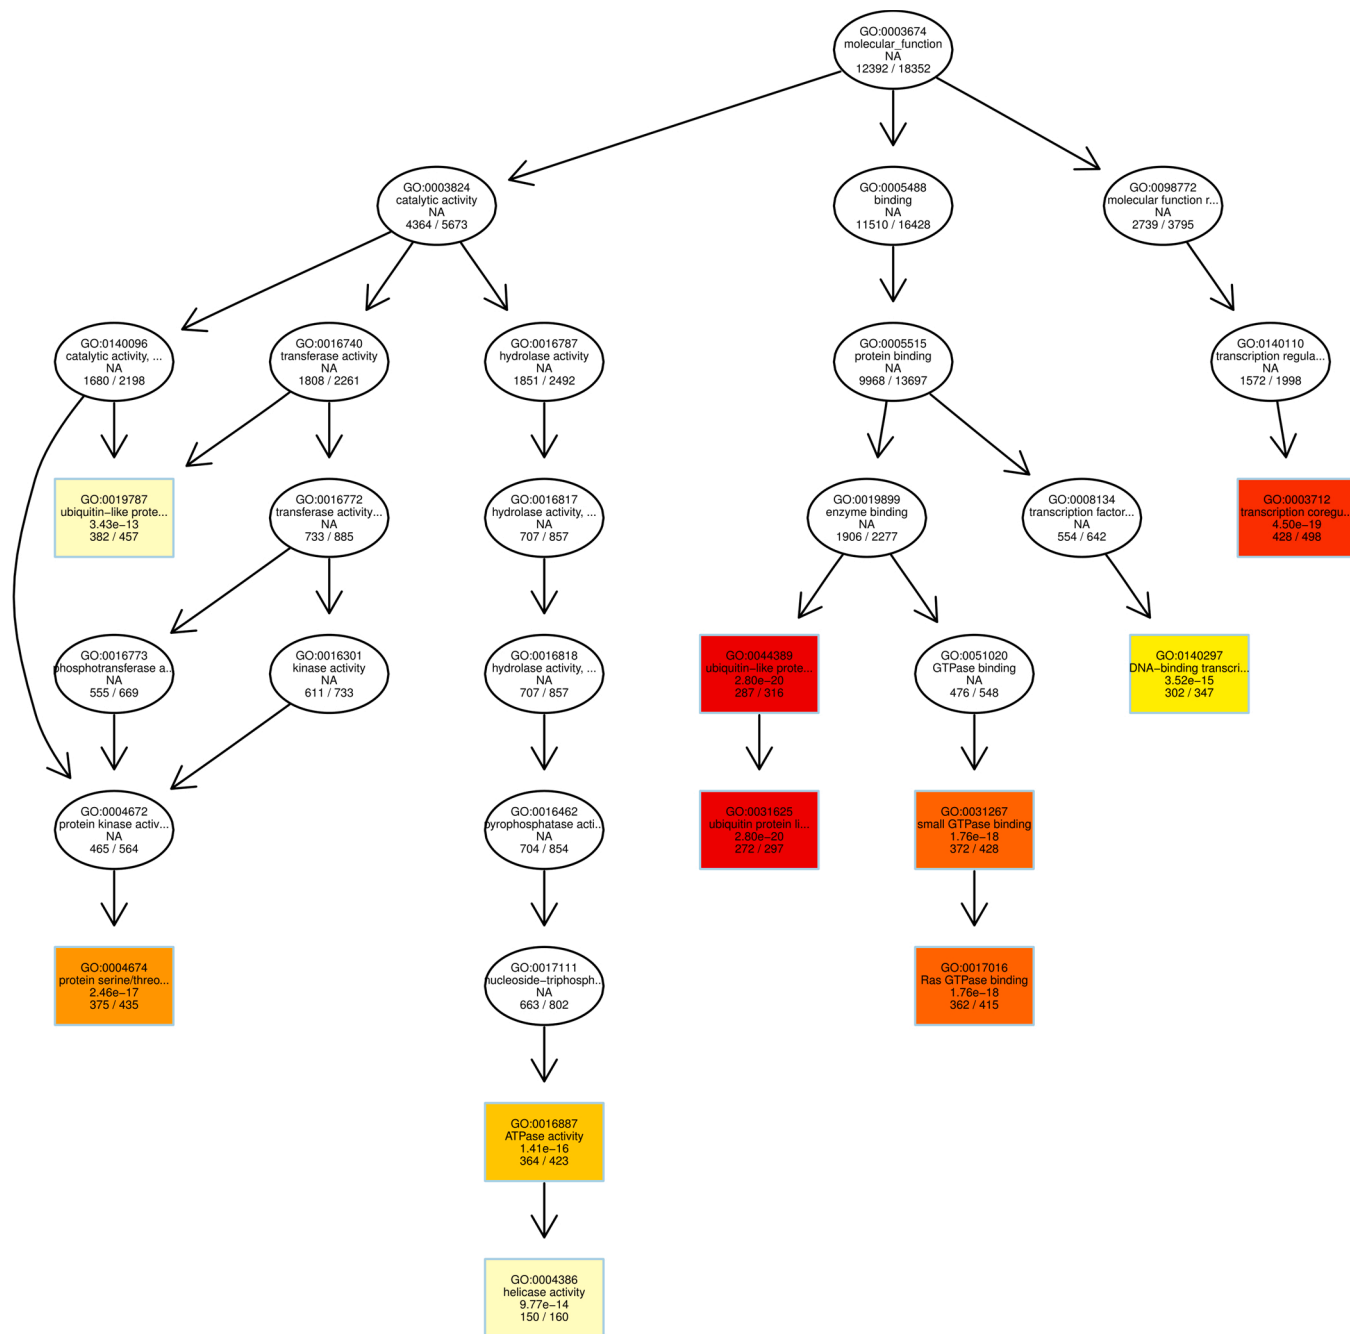 GO:0003674
molecular_function
NA
12392 / 18352
GO:0003824
catalytic activity
NA
4364 / 5673
GO:0005488
binding
NA
11510 / 16428
GO:0098772
molecular function r...
NA
2739 / 3795
GO:0140096
catalytic activity, ...
NA
1680 / 2198
GO:0016740
transferase activity
NA
1808 / 2261
GO:0016787
hydrolase activity
NA
1851 / 2492
GO:0005515
protein binding
NA
9968 / 13697
GO:0140110
transcription regula...
NA
1572 / 1998
GO:0019787
ubiquitin−like prote...
3.43e−13
382 / 457
GO:0016772
transferase activity...
NA
733 / 885
GO:0016817
hydrolase activity, ...
NA
707 / 857
GO:0019899
enzyme binding
NA
1906 / 2277
GO:0008134
transcription factor...
NA
554 / 642
GO:0003712
transcription coregu...
4.50e−19
428 / 498
GO:0016773
phosphotransferase a...
NA
555 / 669
GO:0016301
kinase activity
NA
611 / 733
GO:0016818
hydrolase activity, ...
NA
707 / 857
GO:0044389
ubiquitin−like prote...
2.80e−20
287 / 316
GO:0051020
GTPase binding
NA
476 / 548
GO:0140297
DNA−binding transcri...
3.52e−15
302 / 347
GO:0004672
protein kinase activ...
NA
465 / 564
GO:0016462
pyrophosphatase acti...
NA
704 / 854
GO:0031625
ubiquitin protein li...
2.80e−20
272 / 297
GO:0031267
small GTPase binding
1.76e−18
372 / 428
GO:0004674
protein serine/threo...
2.46e−17
375 / 435
GO:0017111
nucleoside−triphosph...
NA
663 / 802
GO:0017016
Ras GTPase binding
1.76e−18
362 / 415
GO:0016887
ATPase activity
1.41e−16
364 / 423
GO:0004386
helicase activity
9.77e−14
150 / 160